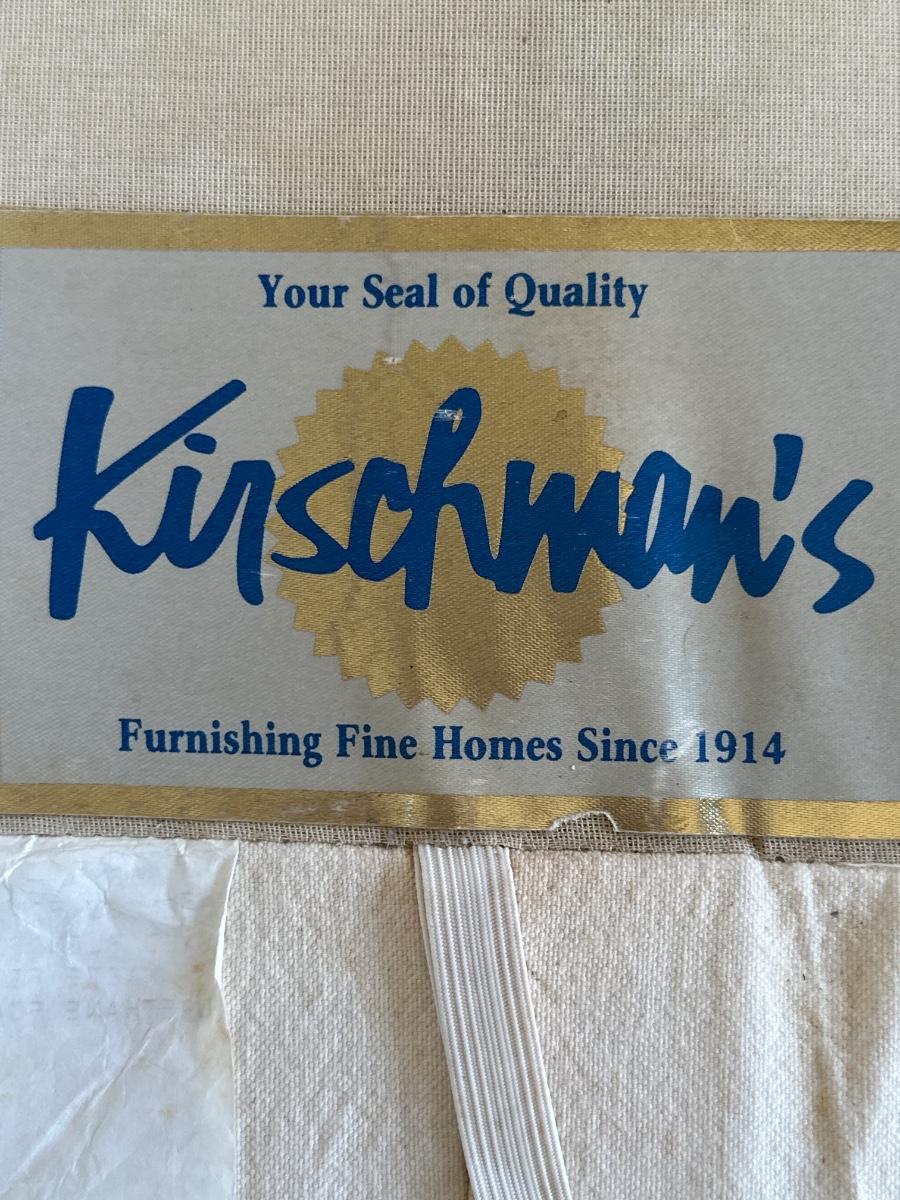 Your Seal of Quality
Kirschman's
Furnishing Fine Homes Since 1914